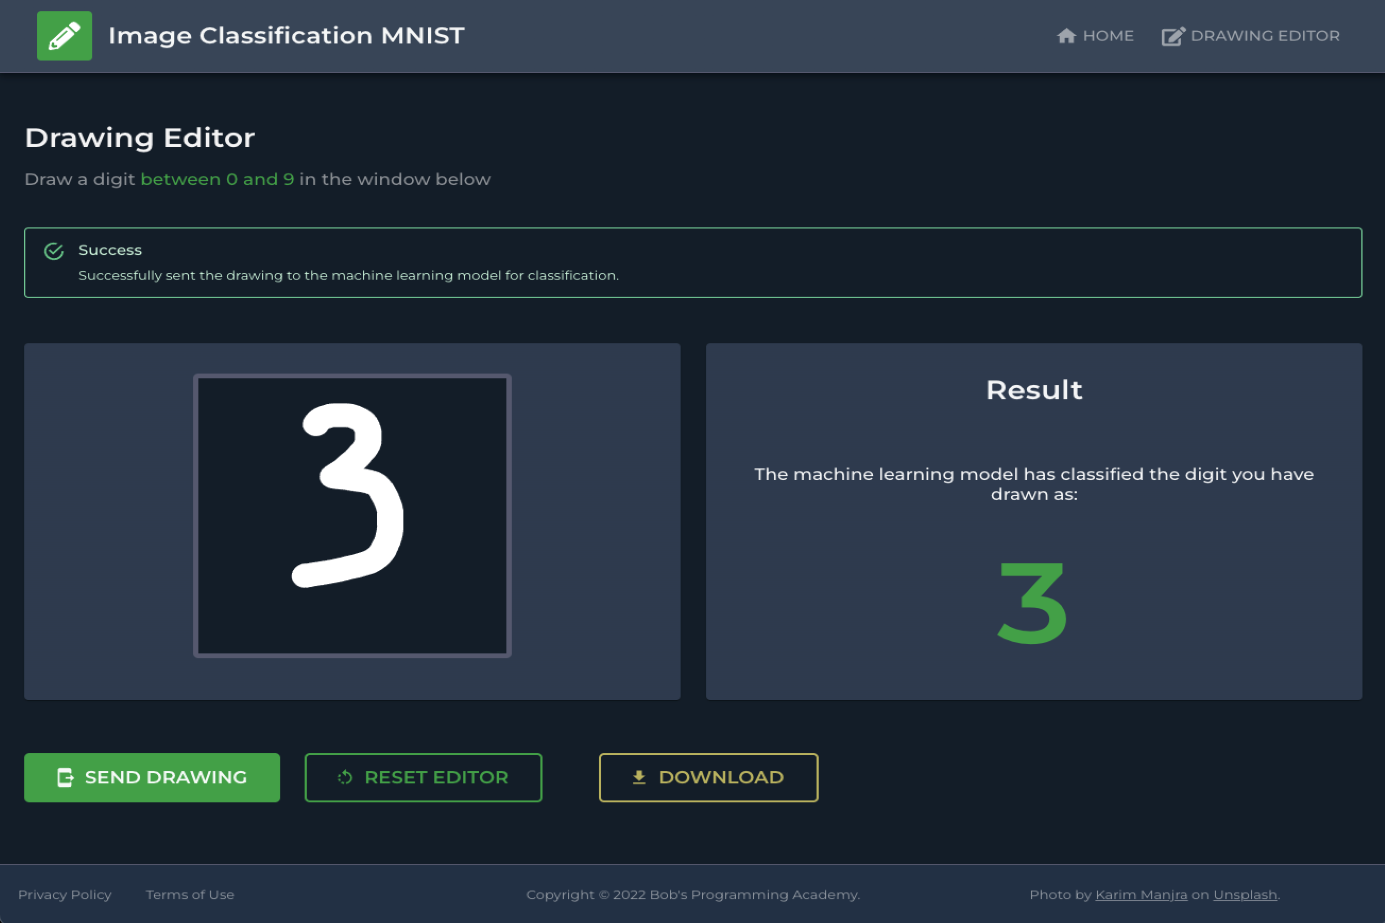 Image Classification MNIST
HOME
DRAWING EDITOR
Drawing Editor
Draw a digit between 0 and 9 in the window below
Success
Successfully sent the drawing to the machine learning model for classification.
3
Result
The machine learning model has classified the digit you have
drawn as:
3
SEND DRAWING
RESET EDITOR
DOWNLOAD
Privacy Policy
Terms of Use
Copyright © 2022 Bob's Programming Academy.
Photo by Karim Manjra on Unsplash.